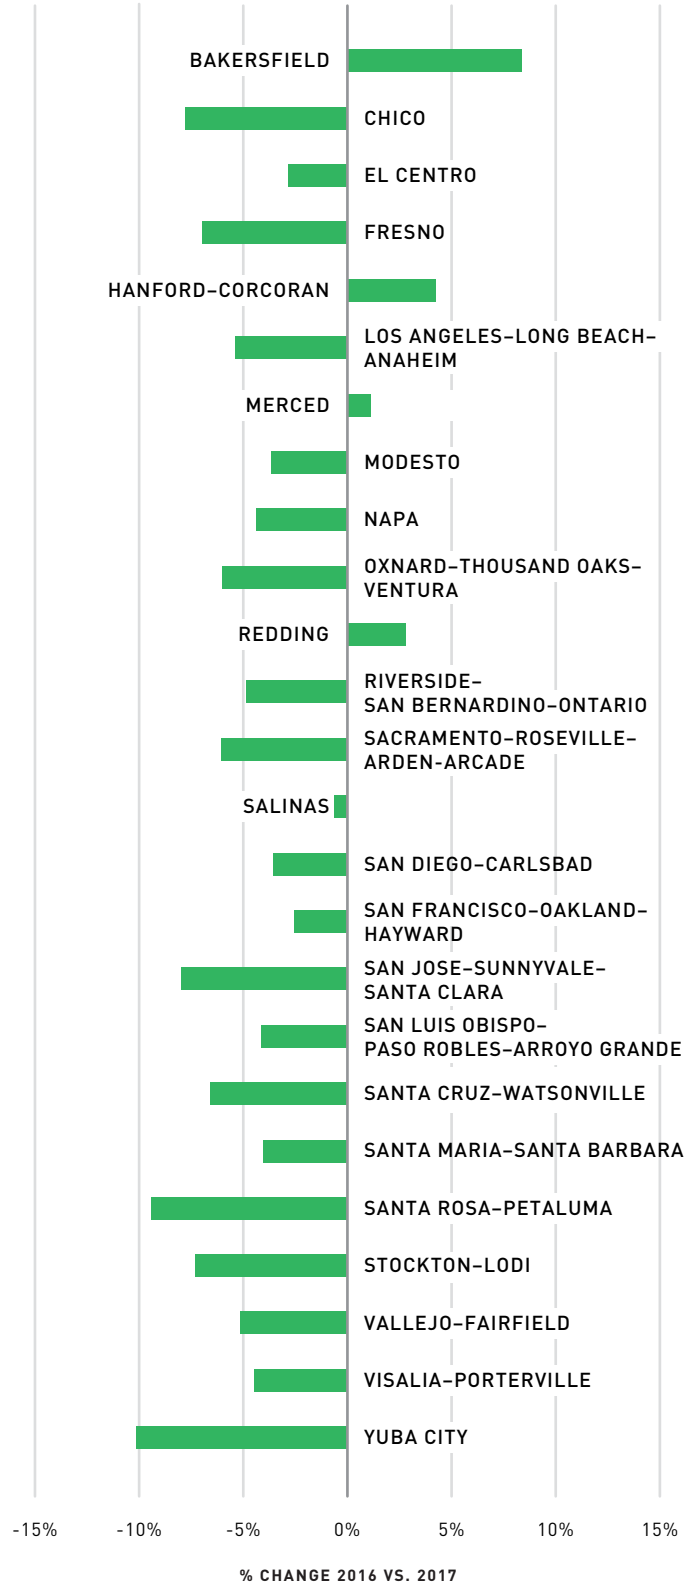 BAKERSFIELD
CHICO
EL CENTRO
FRESNO
HANFORD–CORCORAN
LOS ANGELES–LONG BEACH–
ANAHEIM
MERCED
MODESTO
NAPA
OXNARD–THOUSAND OAKS–
VENTURA
REDDING
RIVERSIDE–
SAN BERNARDINO–ONTARIO
SACRAMENTO–ROSEVILLE–
ARDEN-ARCADE
SALINAS
SAN DIEGO–CARLSBAD
SAN FRANCISCO–OAKLAND–
HAYWARD
SAN JOSE–SUNNYVALE–
SANTA CLARA
SAN LUIS OBISPO–
PASO ROBLES–ARROYO GRANDE
SANTA CRUZ–WATSONVILLE
SANTA MARIA–SANTA BARBARA
SANTA ROSA–PETALUMA
STOCKTON–LODI
VALLEJO–FAIRFIELD
VISALIA–PORTERVILLE
YUBA CITY
-15% -10% -5% 0% 5% 10% 15%
% CHANGE 2016 VS. 2017